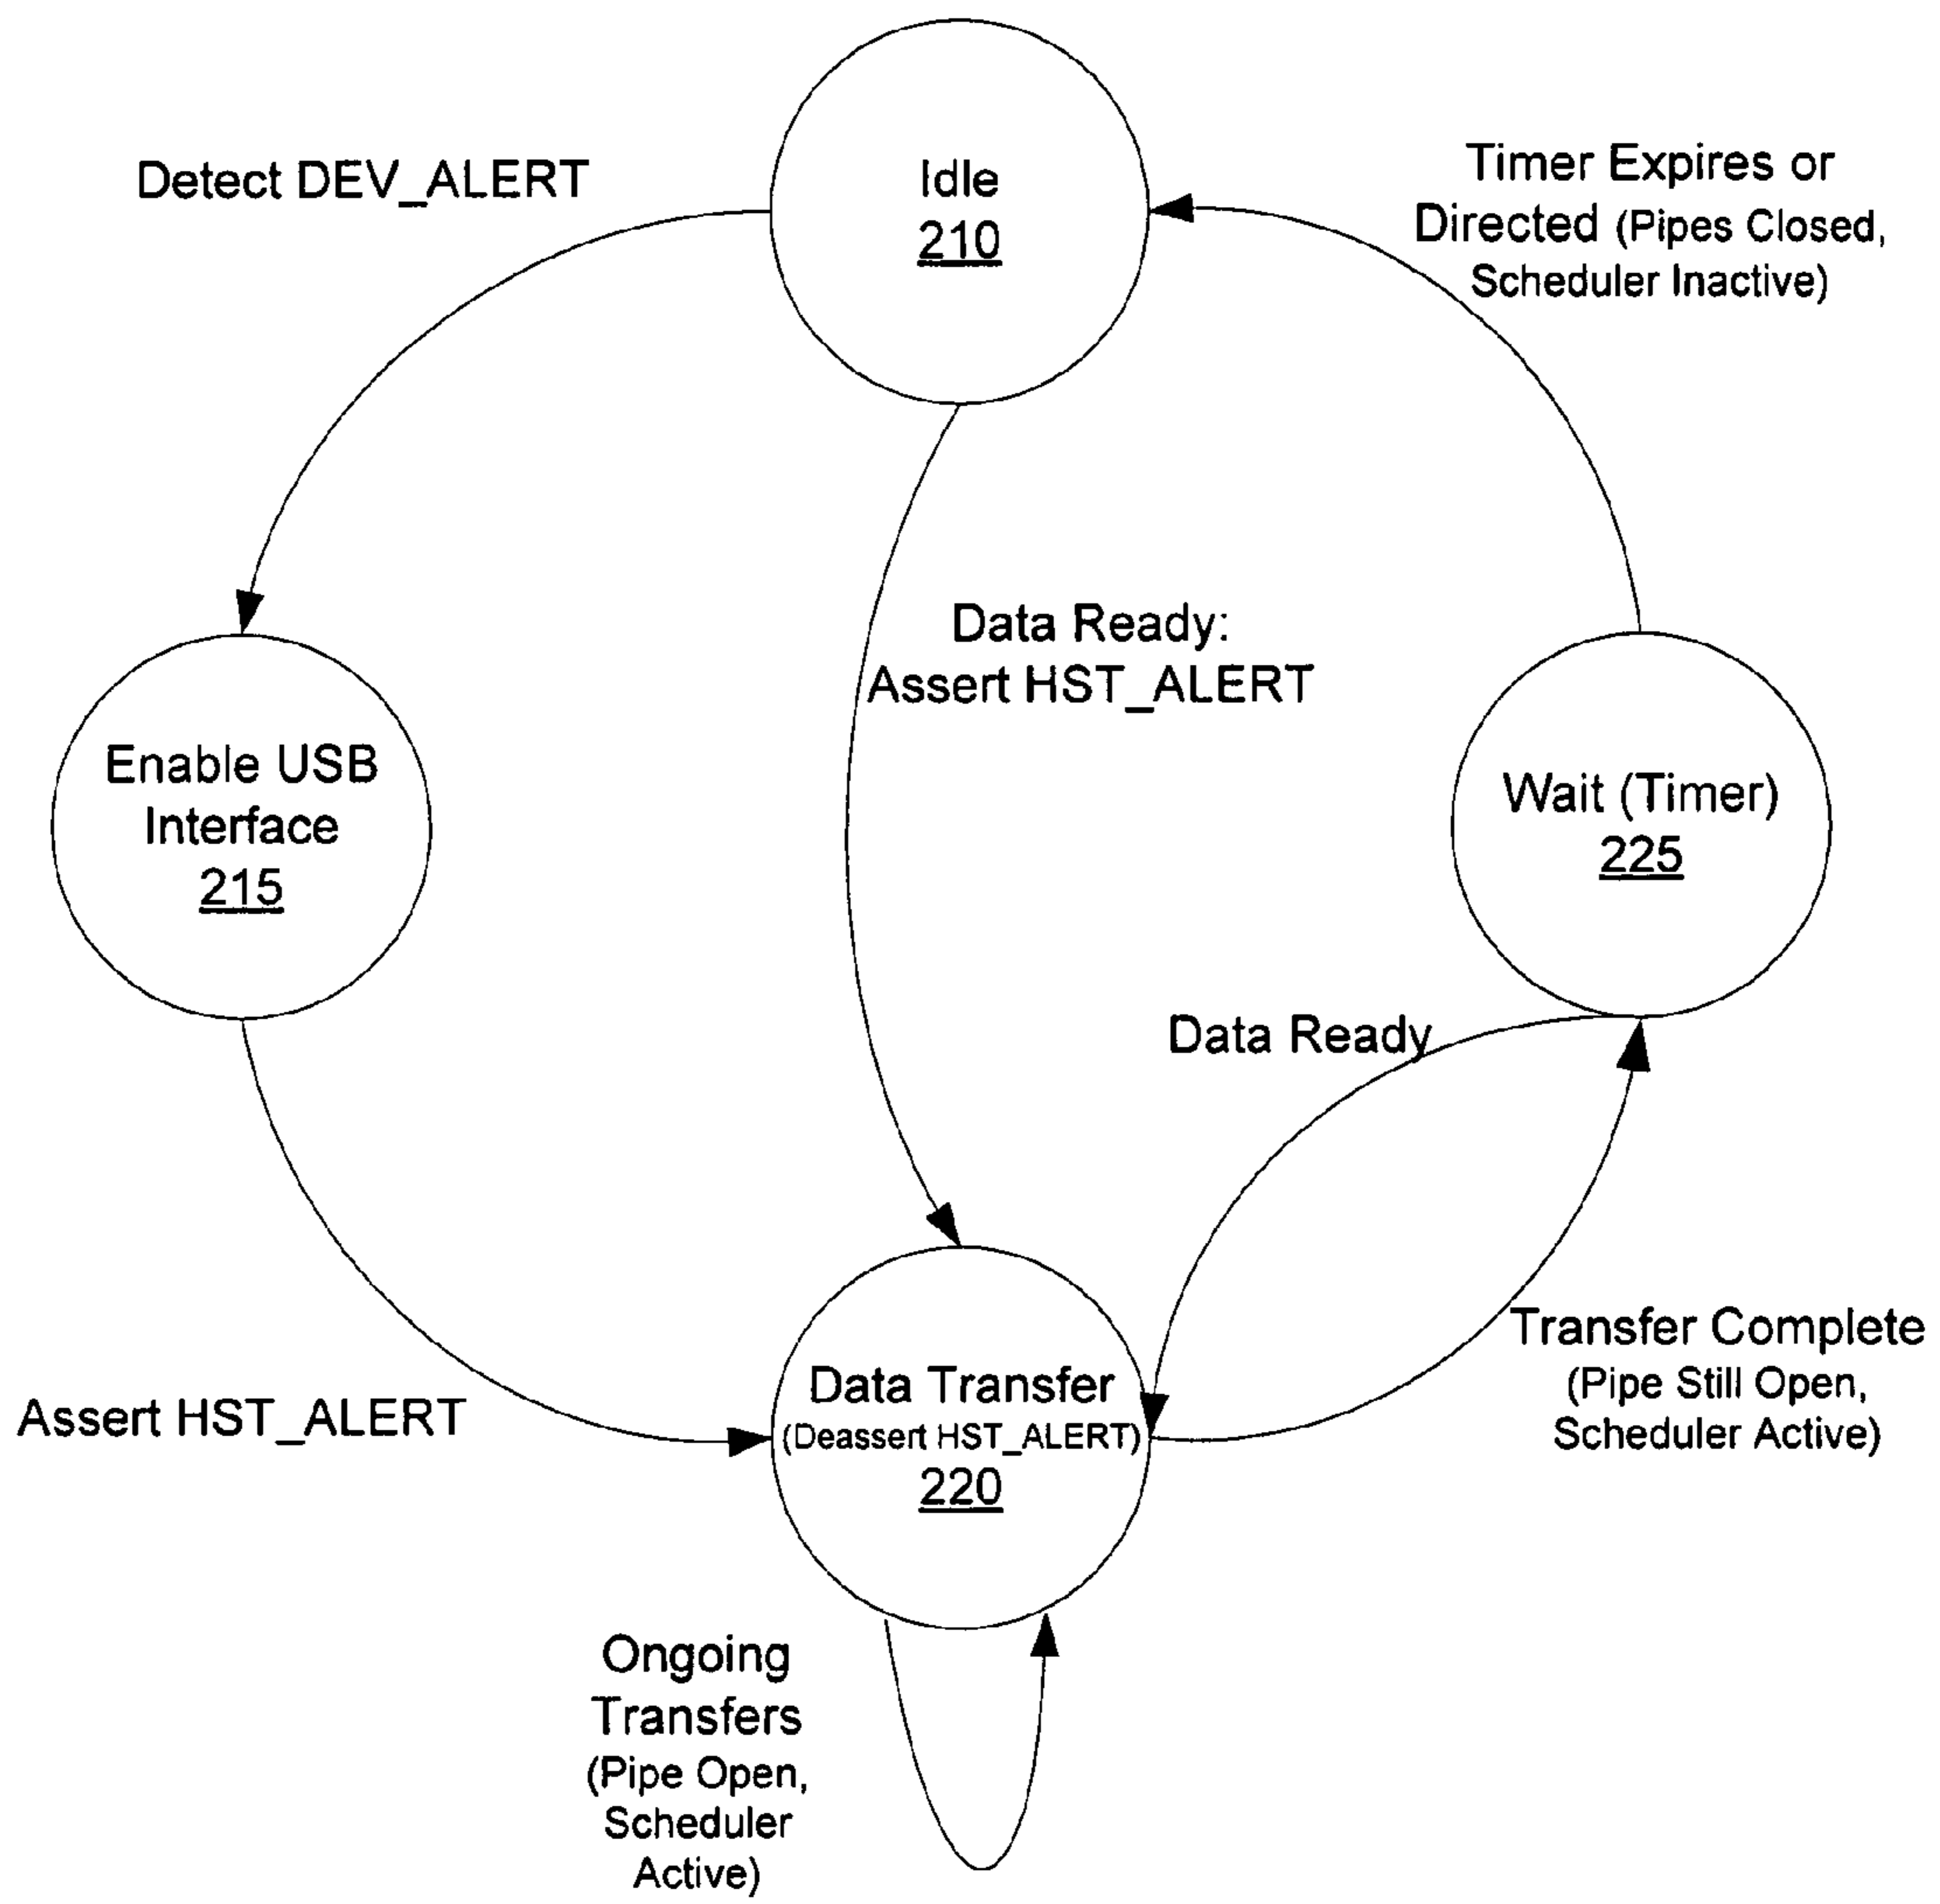 Idle
210
Detect DEV_ALERT
Timer Expires or
Directed (Pipes Closed,
Scheduler Inactive)
Data Ready:
Assert HST_ALERT
Enable USB
Interface
215
Wait (Timer)
225
Data Ready
Transfer Complete
(Pipe Still Open,
Scheduler Active)
Assert HST_ALERT
Data Transfer
(Deassert HST_ALERT)
220
Ongoing
Transfers
(Pipe Open,
Scheduler
Active)